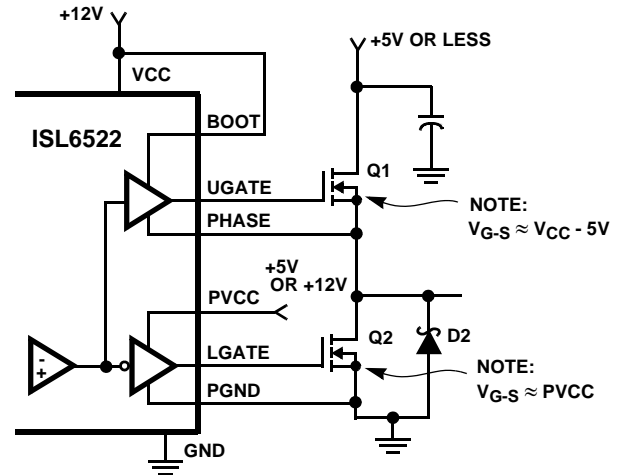 +12V
+5V OR LESS
VCC
BOOT
ISL6522
Q1
UGATE
NOTE:
VG-S ≈ VCC - 5V
PHASE
+5V
OR +12V
PVCC
Q2
D2
LGATE
- +
NOTE:
VG-S ≈ PVCC
PGND
GND